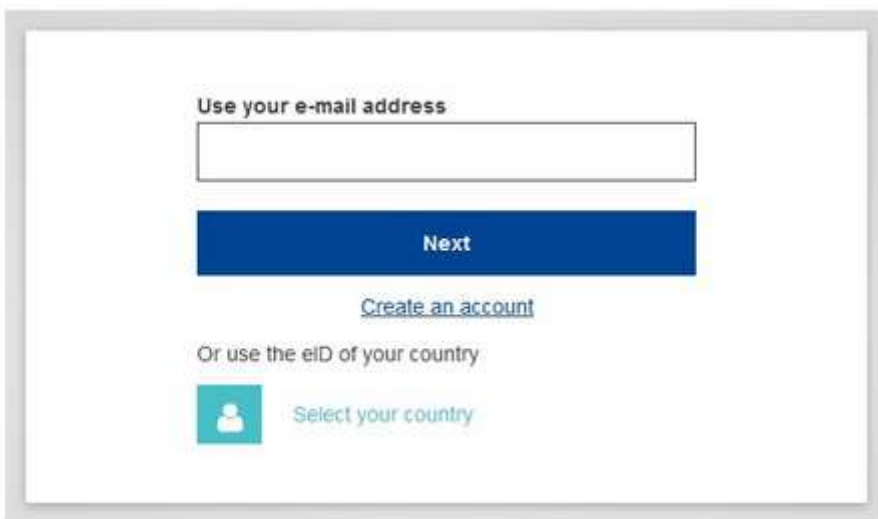 Use your e-mail address
Next
Create an account
Or use the eID of your country
Select your country